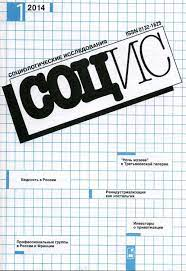 1
2014
СОЦИОЛОГИЧЕСКИЕ ИССЛЕДОВАНИЯ
ISSN 0132-1625
СОЦИС
"Ночь музеев" в
Третьяковской галерее
Бедность в России
Реиндустриализация
как ностальгия
Инвесторы
о приватизации
Профессиональные группы
в России и Франции